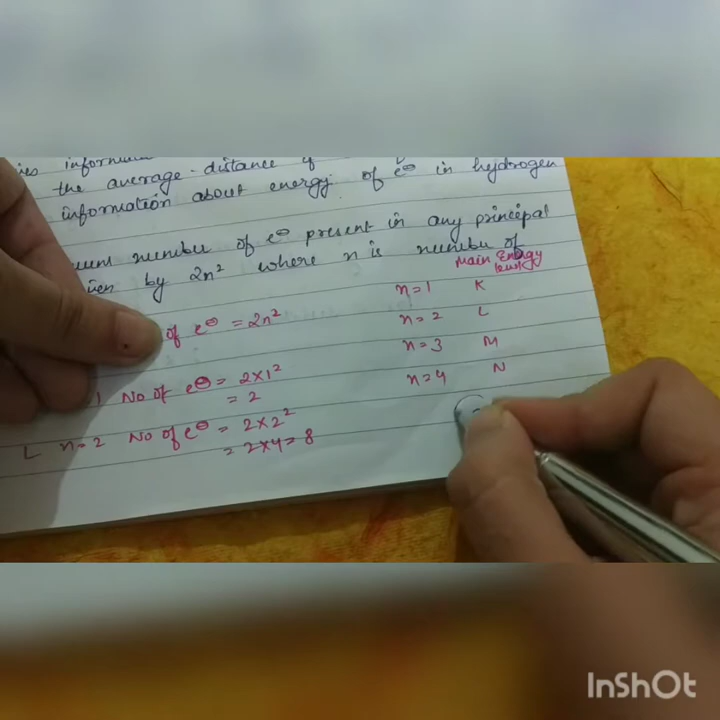 the average distance
information about energy of e⊖ in hydrogen
number of e⊖ present in any principal
by 2n² where n is number of
Main Energy
level
of e⊖ = 2n²
n=1 K
n=2 L
n=3 M
n=4 N
1 No of e⊖ = 2×1²
= 2
L n=2 No of e⊖ = 2×2²
= 2×4=8
InShOt